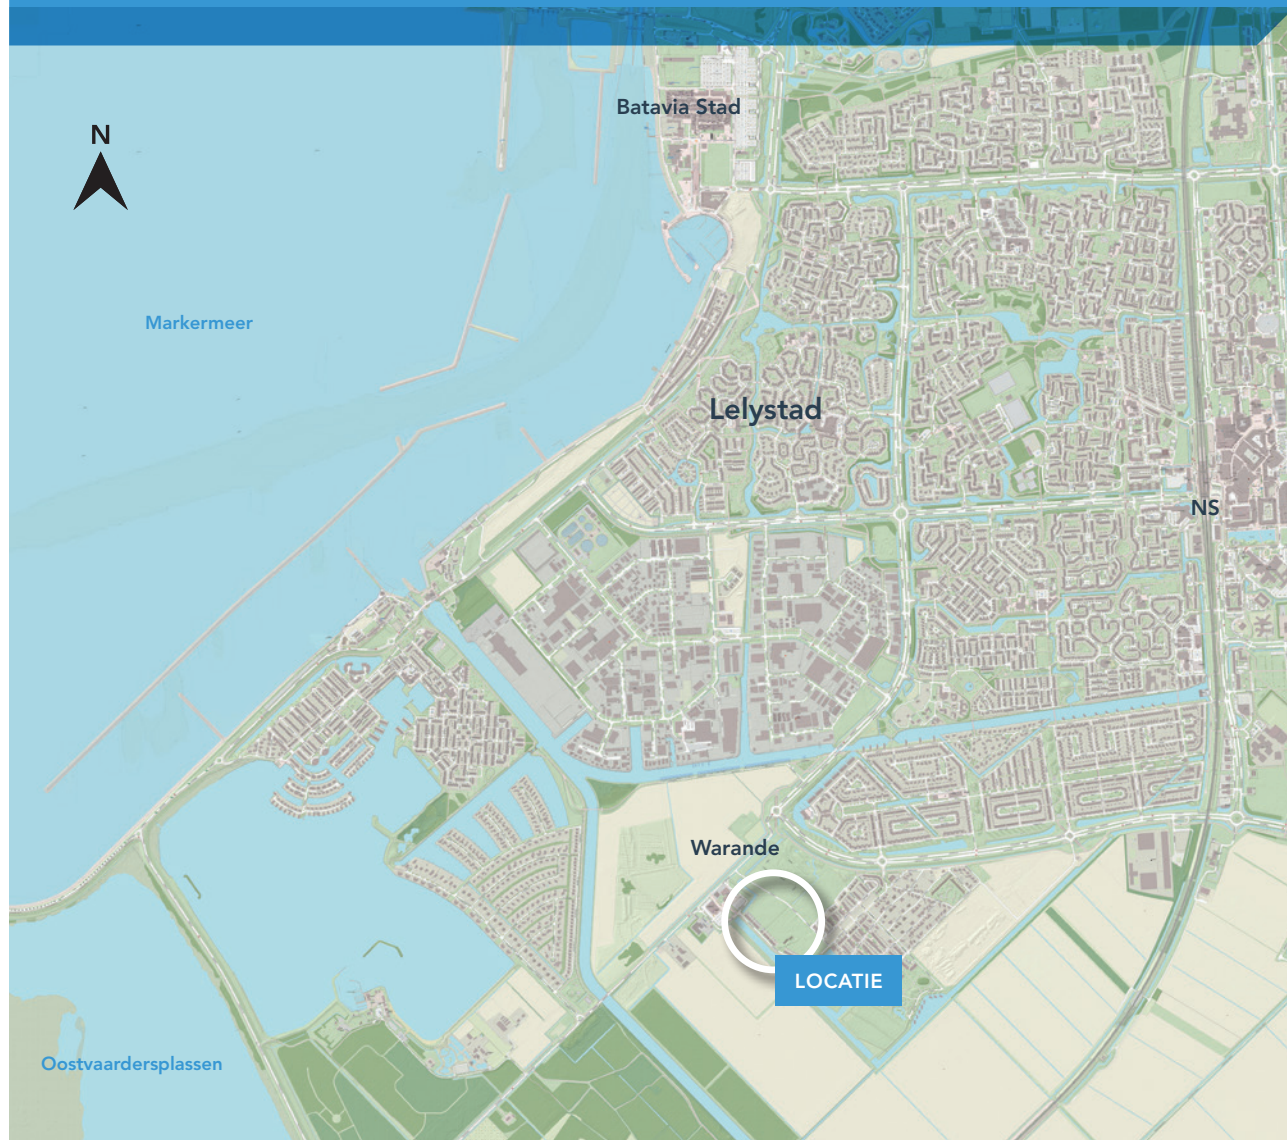 Batavia Stad
N
Markermeer
Lelystad
NS
Warande
LOCATIE
Oostvaardersplassen